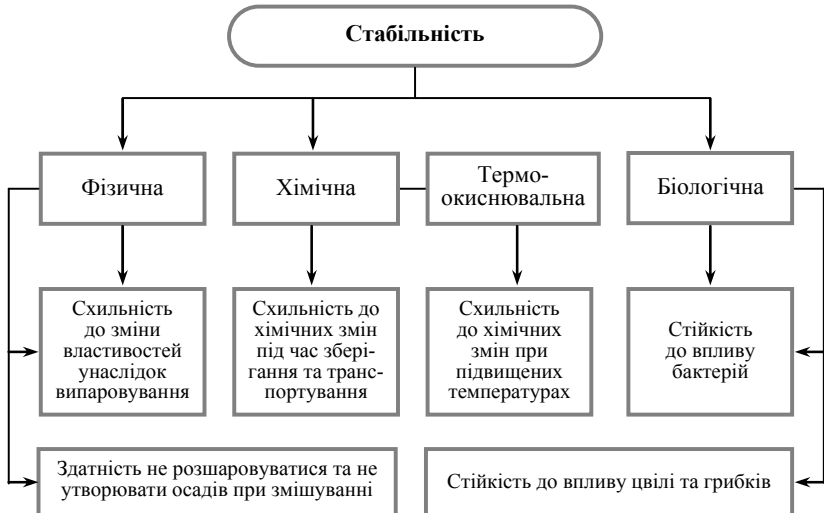 Стабільність
Фізична
Хімічна
Термо-
окиснювальна
Біологічна
Схильність
до зміни
властивостей
унаслідок
випаровування
Схильність до
хімічних змін
під час збері-
гання та транс-
портування
Схильність
до хімічних
змін при
підвищених
температурах
Стійкість
до впливу
бактерій
Здатність не розшаровуватися та не
утворювати осадів при змішуванні
Стійкість до впливу цвілі та грибків